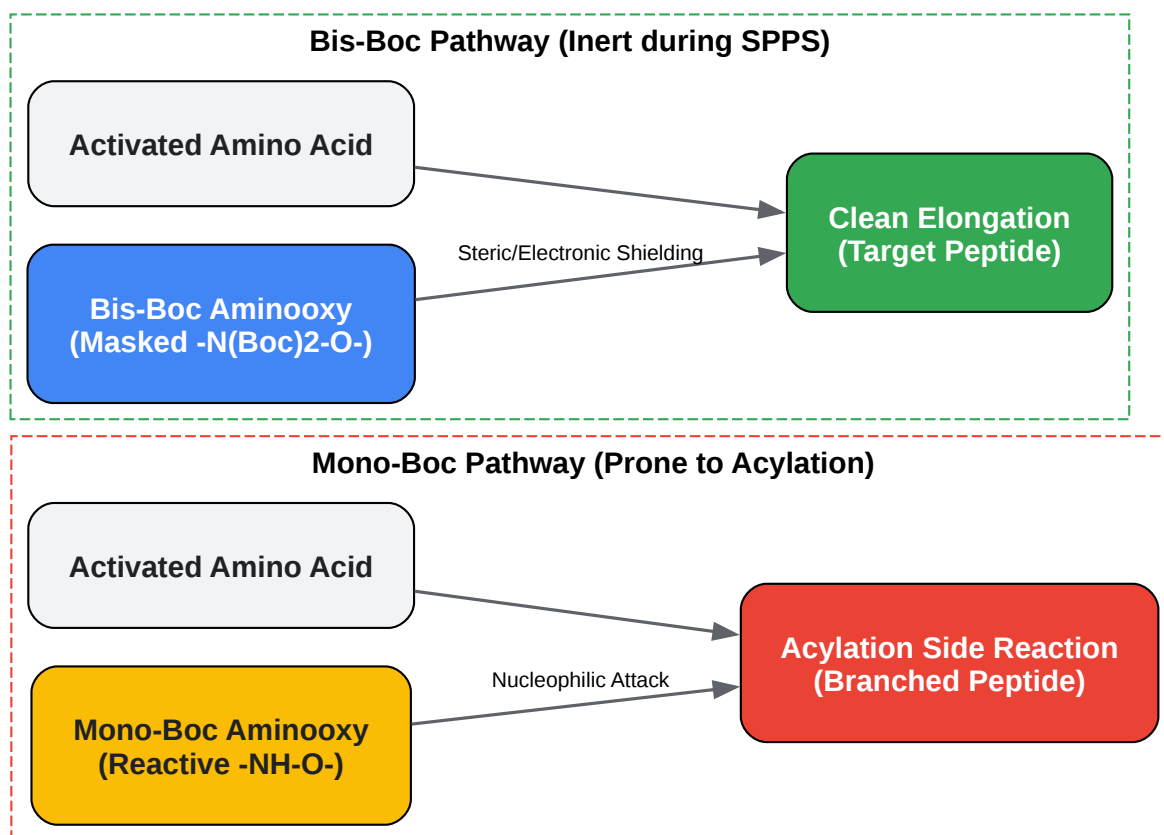 Bis-Boc Pathway (Inert during SPPS)
Activated Amino Acid
Bis-Boc Aminooxy
(Masked -N(Boc)2-O-)
Steric/Electronic Shielding
Clean Elongation
(Target Peptide)
Mono-Boc Pathway (Prone to Acylation)
Activated Amino Acid
Mono-Boc Aminooxy
(Reactive -NH-O-)
Nucleophilic Attack
Acylation Side Reaction
(Branched Peptide)